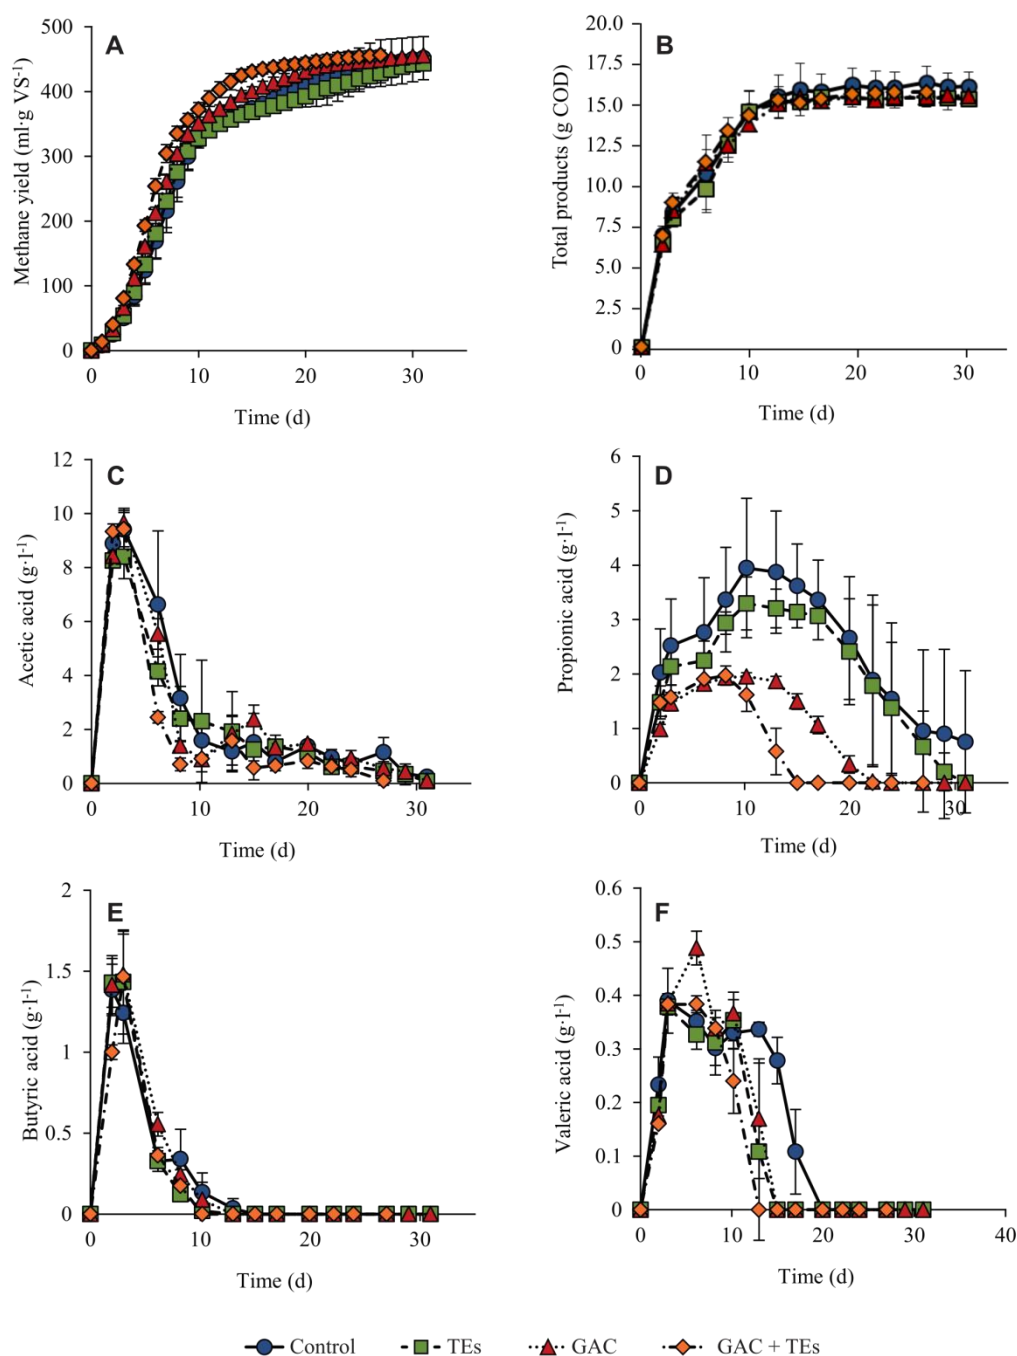 A
Methane yield (ml·g VS⁻¹)
500
400
300
200
100
0
0 10 20 30
Time (d)
B
Total products (g COD)
20.0
17.5
15.0
12.5
10.0
7.5
5.0
2.5
0
0 10 20 30
Time (d)
C
Acetic acid (g·l⁻¹)
12
10
8
6
4
2
0
0 10 20 30
Time (d)
D
Propionic acid (g·l⁻¹)
6
5
4
3
2
1
0
0 10 20 30
Time (d)
E
Butyric acid (g·l⁻¹)
2
1.5
1
0.5
0
0 10 20 30
Time (d)
F
Valeric acid (g·l⁻¹)
0.6
0.5
0.4
0.3
0.2
0.1
0
0 10 20 30 40
Time (d)
Control TEs GAC GAC + TEs